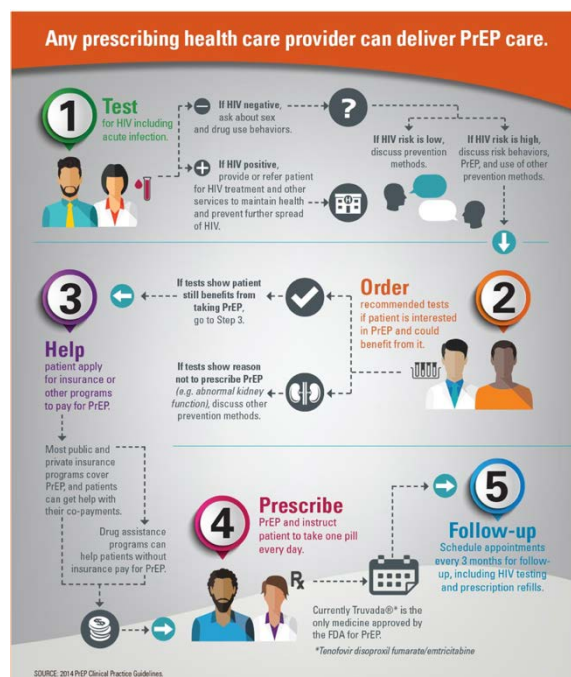 Any prescribing health care provider can deliver PrEP care.
1
Test
for HIV including
acute infection.
If HIV negative,
ask about sex
and drug use behaviors.
?
If HIV positive,
provide or refer patient
for HIV treatment and other
services to maintain health
and prevent further spread
of HIV.
H
If HIV risk is low,
discuss prevention
methods.
If HIV risk is high,
discuss risk behaviors,
PrEP, and use of other
prevention methods.
2
Order
recommended tests
if patient is interested
in PrEP and could
benefit from it.
If tests show patient
still benefits from
taking PrEP,
go to Step 3.
If tests show reason
not to prescribe PrEP
(e.g. abnormal kidney
function), discuss other
prevention methods.
3
Help
patient apply
for insurance or
other programs
to pay for PrEP.
Most public and
private insurance
programs cover
PrEP, and patients
can get help with
their co-payments.
Drug assistance
programs can
help patients without
insurance pay for PrEP.
4
Prescribe
PrEP and instruct
patient to take one pill
every day.
Rx
Currently Truvada®* is the
only medicine approved by
the FDA for PrEP.
*Tenofovir disoproxil fumarate/emtricitabine
5
Follow-up
Schedule appointments
every 3 months for follow-
up, including HIV testing
and prescription refills.
SOURCE: 2014 PrEP Clinical Practice Guidelines.